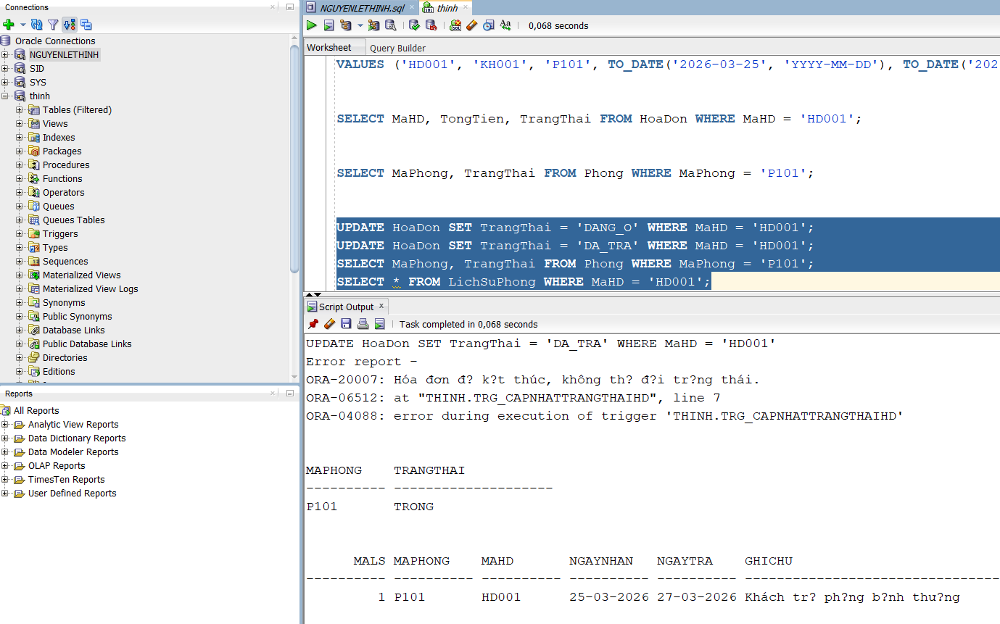 Connections
Oracle Connections
NGUYENLETHINH
SID
SYS
thinh
Tables (Filtered)
Views
Indexes
Packages
Procedures
Functions
Operators
Queues
Queues Tables
Triggers
Types
Sequences
Materialized Views
Materialized View Logs
Synonyms
Public Synonyms
Database Links
Public Database Links
Directories
Editions
Reports
All Reports
Analytic View Reports
Data Dictionary Reports
Data Modeler Reports
OLAP Reports
TimesTen Reports
User Defined Reports
NGUYENLETHINH.sql thinh
0,068 seconds
Worksheet Query Builder
VALUES ('HD001', 'KH001', 'P101', TO_DATE('2026-03-25', 'YYYY-MM-DD'), TO_DATE('202
SELECT MaHD, TongTien, TrangThai FROM HoaDon WHERE MaHD = 'HD001';
SELECT MaPhong, TrangThai FROM Phong WHERE MaPhong = 'P101';
UPDATE HoaDon SET TrangThai = 'DANG_O' WHERE MaHD = 'HD001';
UPDATE HoaDon SET TrangThai = 'DA_TRA' WHERE MaHD = 'HD001';
SELECT MaPhong, TrangThai FROM Phong WHERE MaPhong = 'P101';
SELECT * FROM LichSuPhong WHERE MaHD = 'HD001';
Script Output
Task completed in 0,068 seconds
UPDATE HoaDon SET TrangThai = 'DA_TRA' WHERE MaHD = 'HD001'
Error report -
ORA-20007: Hóa đơn đ? k?t thúc, không th? đ?i tr?ng thái.
ORA-06512: at "THINH.TRG_CAPNHATTRANGTHAIHD", line 7
ORA-04088: error during execution of trigger 'THINH.TRG_CAPNHATTRANGTHAIHD'
MAPHONG TRANGTHAI
---------- --------------------
P101 TRONG
MALS MAPHONG MAHD NGAYNHAN NGAYTRA GHICHU
---------- ---------- ---------- ---------- ---------- --------------------------------
1 P101 HD001 25-03-2026 27-03-2026 Khách tr? ph?ng b?nh thư?ng